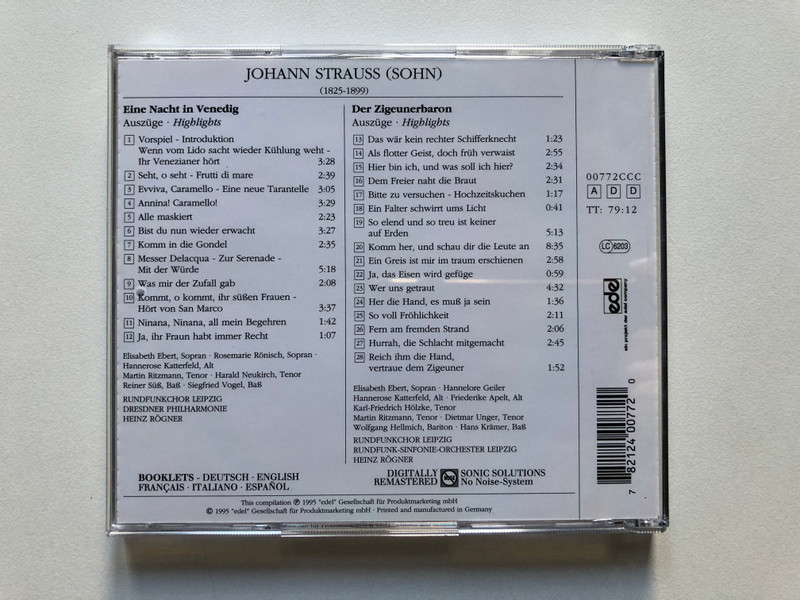 JOHANN STRAUSS (SOHN)
(1825-1899)
Eine Nacht in Venedig
Auszüge · Highlights
1 Vorspiel - Introduktion
Wenn vom Lido sacht wieder Kühlung weht -
Ihr Venezianer hört 3:28
2 Seht, o seht - Frutti di mare 2:39
3 Evviva, Caramello - Eine neue Tarantelle 3:05
4 Annina! Caramello! 3:29
5 Alle maskiert 2:23
6 Bist du nun wieder erwacht 3:27
7 Komm in die Gondel 2:35
8 Messer Delacqua - Zur Serenade -
Mit der Würde 5:18
9 Was mir der Zufall gab 2:08
10 Kommt, o kommt, ihr süßen Frauen -
Hört von San Marco 3:37
11 Ninana, Ninana, all mein Begehren 1:42
12 Ja, ihr Fraun habt immer Recht 1:07
Elisabeth Ebert, Sopran · Rosemarie Rönisch, Sopran ·
Hannerose Katterfeld, Alt
Martin Ritzmann, Tenor · Harald Neukirch, Tenor
Reiner Süß, Baß · Siegfried Vogel, Baß
RUNDFUNKCHOR LEIPZIG
DRESDNER PHILHARMONIE
HEINZ RÖGNER
BOOKLETS - DEUTSCH · ENGLISH
FRANÇAIS · ITALIANO · ESPAÑOL
Der Zigeunerbaron
Auszüge · Highlights
13 Das wär kein rechter Schifferknecht 1:23
14 Als flotter Geist, doch früh verwaist 2:55
15 Hier bin ich, und was soll ich hier? 2:34
16 Dem Freier naht die Braut 2:31
17 Bitte zu versuchen - Hochzeitskuchen 1:17
18 Ein Falter schwirrt ums Licht 0:41
19 So elend und so treu ist keiner
auf Erden 5:13
20 Komm her, und schau dir die Leute an 8:35
21 Ein Greis ist mir im traum erschienen 2:58
22 Ja, das Eisen wird gefüge 0:59
23 Wer uns getraut 4:32
24 Her die Hand, es muß ja sein 1:36
25 So voll Fröhlichkeit 2:11
26 Fern am fremden Strand 2:06
27 Hurrah, die Schlacht mitgemacht 2:45
28 Reich ihm die Hand,
vertraue dem Zigeuner 1:52
Elisabeth Ebert, Sopran · Hannelore Geiler
Hannerose Katterfeld, Alt · Friederike Apelt, Alt
Karl-Friedrich Hölzke, Tenor
Martin Ritzmann, Tenor · Dietmar Unger, Tenor
Wolfgang Hellmich, Bariton · Hans Krämer, Baß
RUNDFUNKCHOR LEIPZIG
RUNDFUNK-SINFONIE-ORCHESTER LEIPZIG
HEINZ RÖGNER
DIGITALLY REMASTERED
SONIC SOLUTIONS
No Noise-System
This compilation ℗ 1995 "edel" Gesellschaft für Produktmarketing mbH
© 1995 "edel" Gesellschaft für Produktmarketing mbH · Printed and manufactured in Germany
00772CCC
A D D
TT: 79:12
LC 6203
edel
ein projekt der edel company
7 82124 00772 0